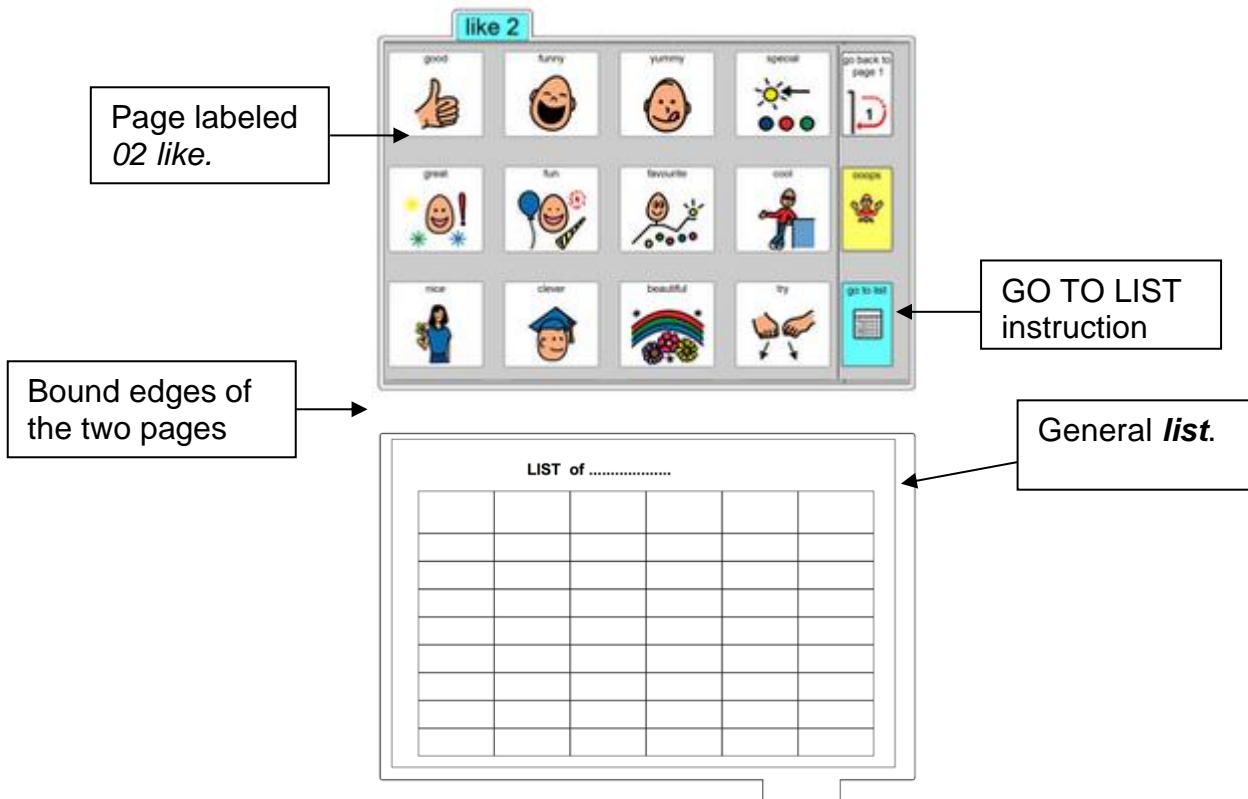 like 2
good funny yummy special go back to
page 1
1
Page labeled
02 like.
great fun favourite cool ooops
nice clever beautiful try go to list
GO TO LIST
instruction
Bound edges of
the two pages
General list.
LIST of ...................